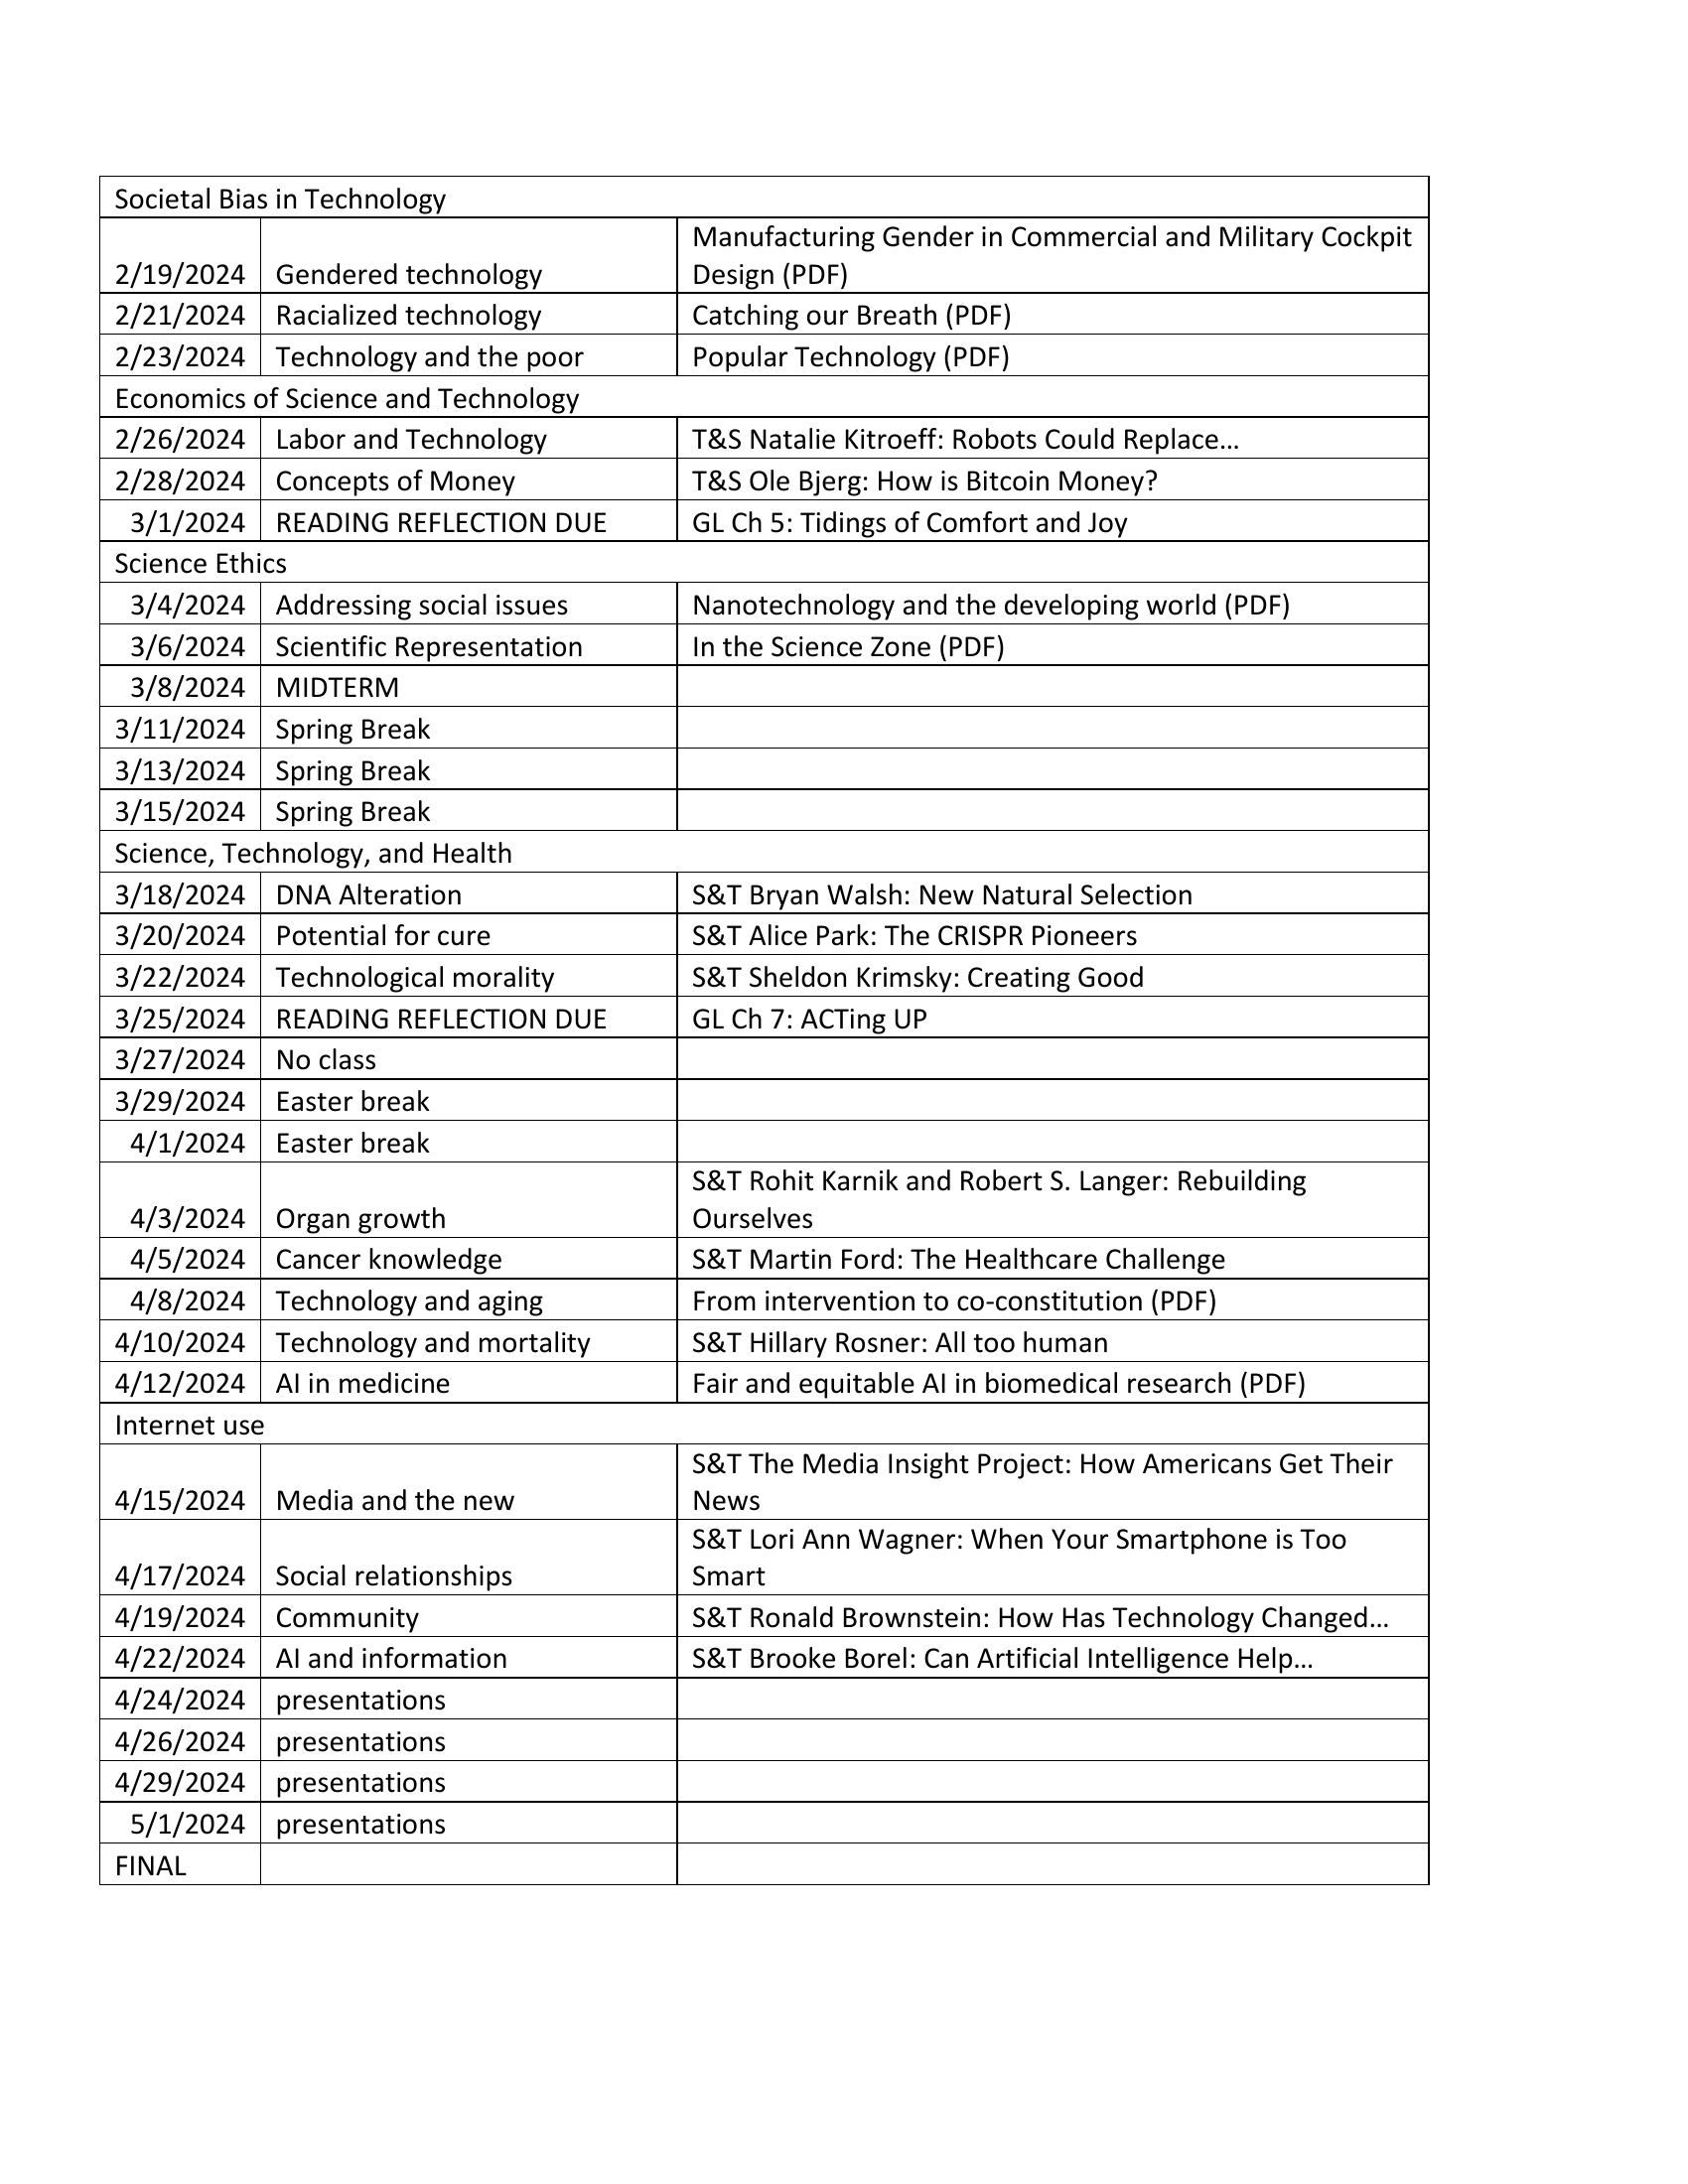 Societal Bias in Technology
Manufacturing Gender in Commercial and Military Cockpit
2/19/2024 Gendered technology Design (PDF)
2/21/2024 Racialized technology Catching our Breath (PDF)
2/23/2024 Technology and the poor Popular Technology (PDF)
Economics of Science and Technology
2/26/2024 Labor and Technology T&S Natalie Kitroeff: Robots Could Replace…
2/28/2024 Concepts of Money T&S Ole Bjerg: How is Bitcoin Money?
3/1/2024 READING REFLECTION DUE GL Ch 5: Tidings of Comfort and Joy
Science Ethics
3/4/2024 Addressing social issues Nanotechnology and the developing world (PDF)
3/6/2024 Scientific Representation In the Science Zone (PDF)
3/8/2024 MIDTERM
3/11/2024 Spring Break
3/13/2024 Spring Break
3/15/2024 Spring Break
Science, Technology, and Health
3/18/2024 DNA Alteration S&T Bryan Walsh: New Natural Selection
3/20/2024 Potential for cure S&T Alice Park: The CRISPR Pioneers
3/22/2024 Technological morality S&T Sheldon Krimsky: Creating Good
3/25/2024 READING REFLECTION DUE GL Ch 7: ACTing UP
3/27/2024 No class
3/29/2024 Easter break
4/1/2024 Easter break
S&T Rohit Karnik and Robert S. Langer: Rebuilding
4/3/2024 Organ growth Ourselves
4/5/2024 Cancer knowledge S&T Martin Ford: The Healthcare Challenge
4/8/2024 Technology and aging From intervention to co-constitution (PDF)
4/10/2024 Technology and mortality S&T Hillary Rosner: All too human
4/12/2024 AI in medicine Fair and equitable AI in biomedical research (PDF)
Internet use
S&T The Media Insight Project: How Americans Get Their
4/15/2024 Media and the new News
S&T Lori Ann Wagner: When Your Smartphone is Too
4/17/2024 Social relationships Smart
4/19/2024 Community S&T Ronald Brownstein: How Has Technology Changed…
4/22/2024 AI and information S&T Brooke Borel: Can Artificial Intelligence Help…
4/24/2024 presentations
4/26/2024 presentations
4/29/2024 presentations
5/1/2024 presentations
FINAL